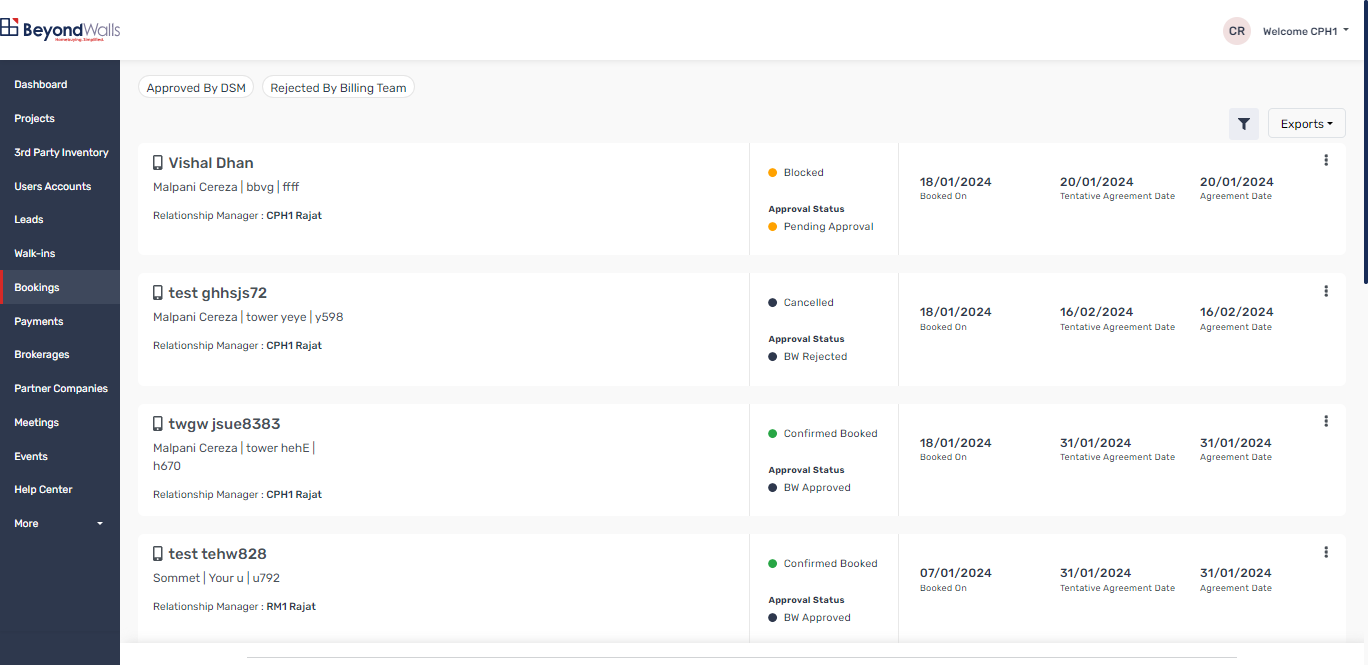 BeyondWalls
Homebuying. Simplified.
CR
Welcome CPH1
Dashboard
Projects
3rd Party Inventory
Users Accounts
Leads
Walk-ins
Bookings
Payments
Brokerages
Partner Companies
Meetings
Events
Help Center
More
Approved By DSM
Rejected By Billing Team
Exports
Vishal Dhan
Malpani Cereza | bbvg | ffff
Relationship Manager : CPH1 Rajat
Blocked
Approval Status
Pending Approval
18/01/2024
Booked On
20/01/2024
Tentative Agreement Date
20/01/2024
Agreement Date
test ghhsjs72
Malpani Cereza | tower yeye | y598
Relationship Manager : CPH1 Rajat
Cancelled
Approval Status
BW Rejected
18/01/2024
Booked On
16/02/2024
Tentative Agreement Date
16/02/2024
Agreement Date
twgw jsue8383
Malpani Cereza | tower hehE |
h670
Relationship Manager : CPH1 Rajat
Confirmed Booked
Approval Status
BW Approved
18/01/2024
Booked On
31/01/2024
Tentative Agreement Date
31/01/2024
Agreement Date
test tehw828
Sommet | Your u | u792
Relationship Manager : RM1 Rajat
Confirmed Booked
Approval Status
BW Approved
07/01/2024
Booked On
31/01/2024
Tentative Agreement Date
31/01/2024
Agreement Date